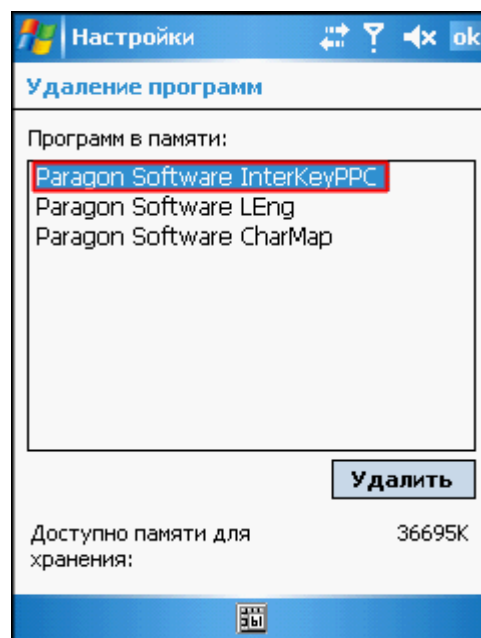 Настройки
ok
Удаление программ
Программ в памяти:
Paragon Software InterKeyPPC
Paragon Software LEng
Paragon Software CharMap
Удалить
Доступно памяти для 36695K
хранения:
эы